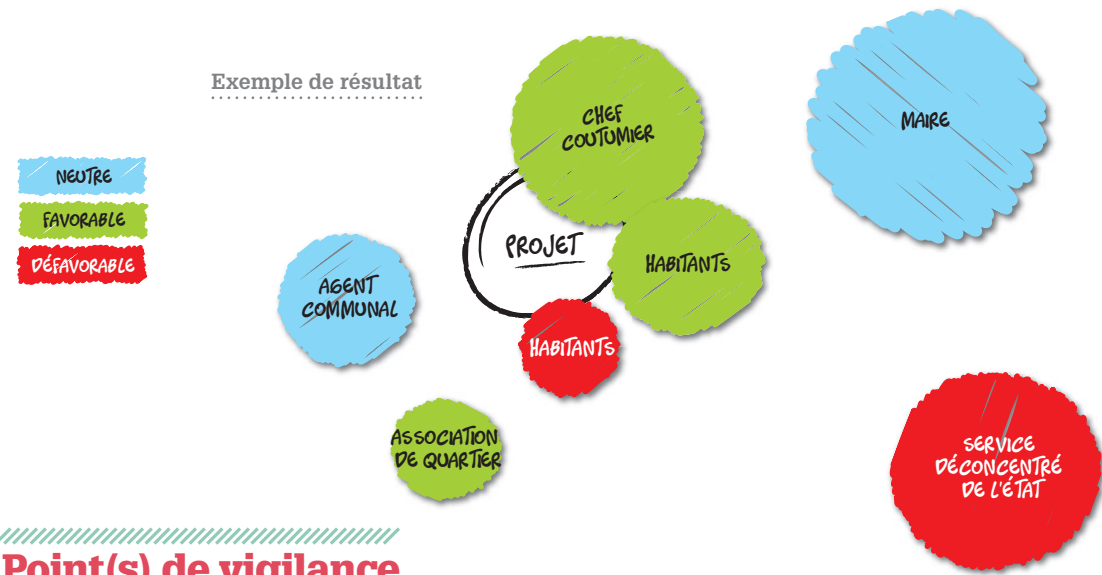 Exemple de résultat
NEUTRE
FAVORABLE
DÉFAVORABLE
CHEF
COUTUMIER
MAIRE
PROJET
HABITANTS
AGENT
COMMUNAL
HABITANTS
ASSOCIATION
DE QUARTIER
SERVICE
DÉCONCENTRÉ
DE L'ÉTAT
Point(s) de vigilance